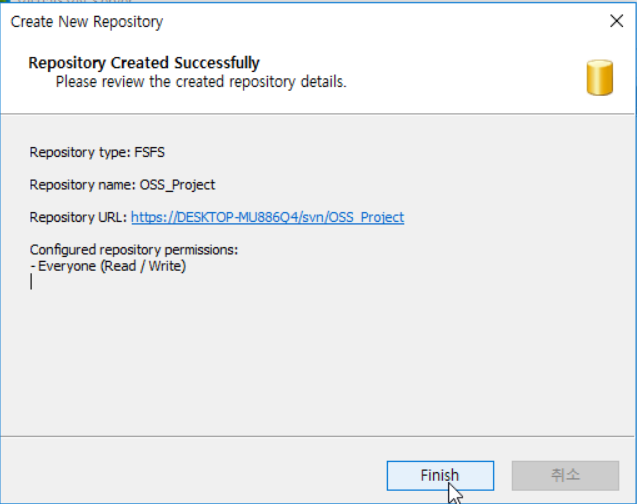 Create New Repository
Repository Created Successfully
Please review the created repository details.
Repository type: FSFS
Repository name: OSS_Project
Repository URL: https://DESKTOP-MU886Q4/svn/OSS_Project
Configured repository permissions:
- Everyone (Read / Write)
Finish
취소